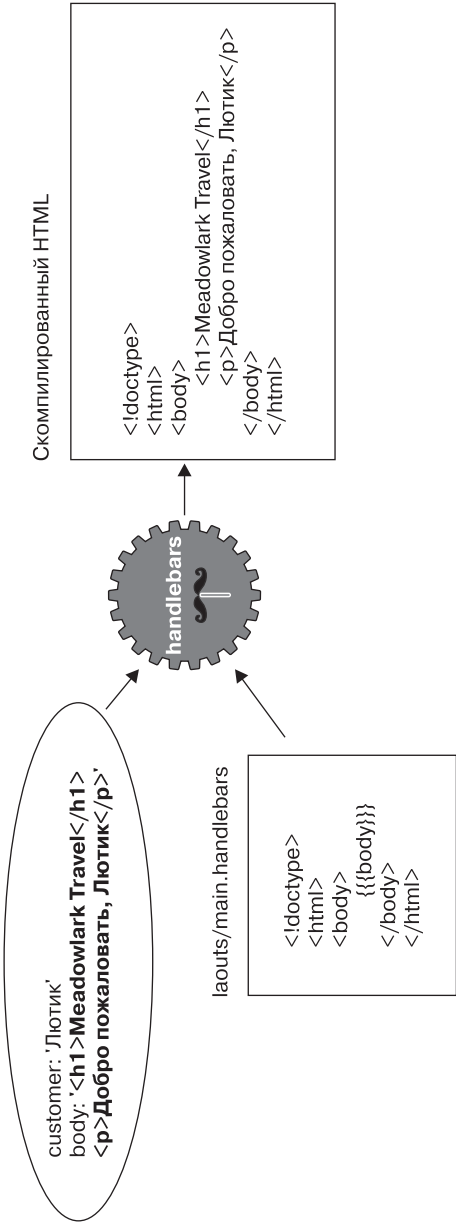 customer: 'Лютик'
body: '<h1>Meadowlark Travel</h1>
<p>Добро пожаловать, Лютик</p>'
laouts/main.handlebars
<!doctype>
<html>
<body>
{{{body}}}
</body>
</html>
handlebars
Скомпилированный HTML
<!doctype>
<html>
<body>
<h1>Meadowlark Travel</h1>
<p>Добро пожаловать, Лютик</p>
</body>
</html>